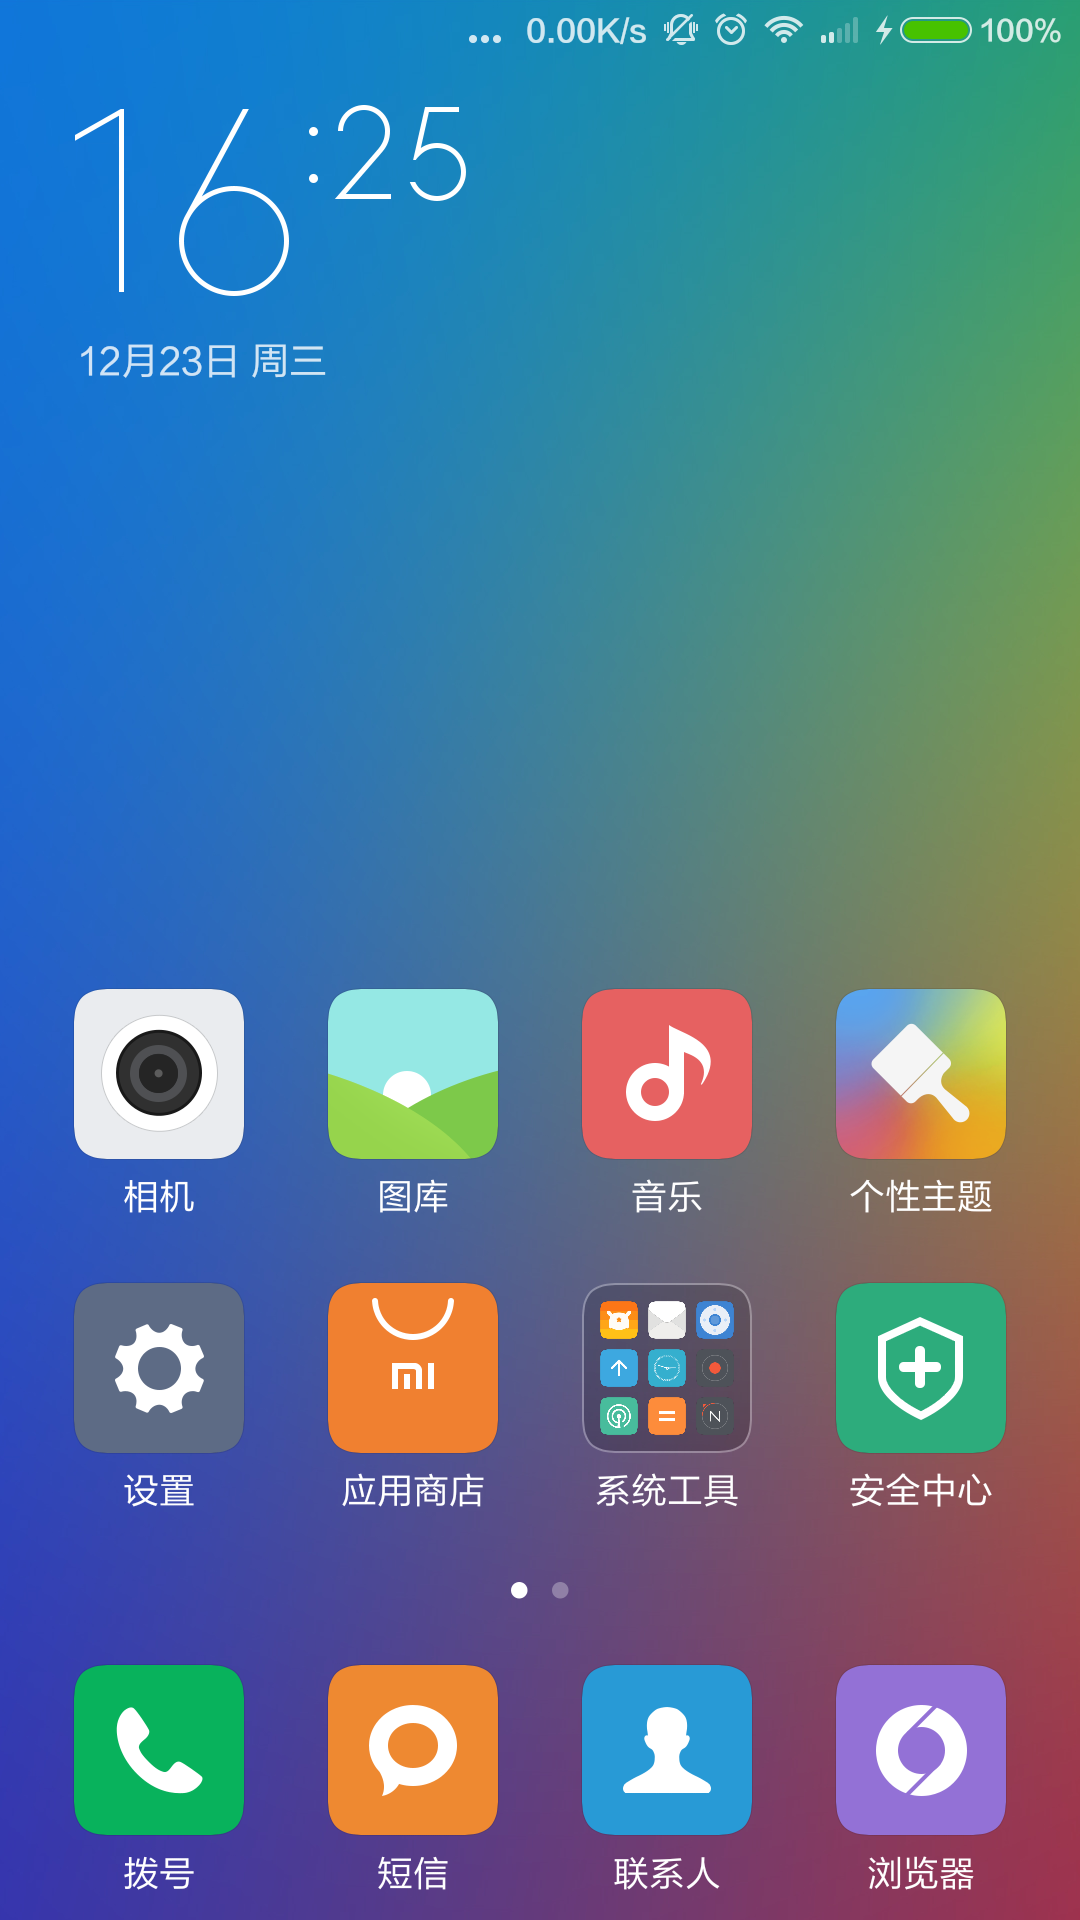 ... 0.00K/s 100%
16:25
12月23日 周三
相机 图库 音乐 个性主题
mi
N
设置 应用商店 系统工具 安全中心
拨号 短信 联系人 浏览器